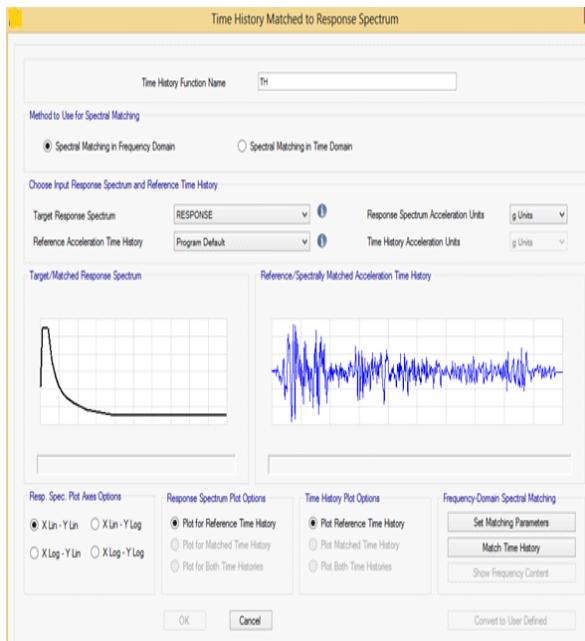 Time History Matched to Response Spectrum
Time History Function Name TH
Method to Use for Spectral Matching
Spectral Matching in Frequency Domain Spectral Matching in Time Domain
Choose Input Response Spectrum and Reference Time History
Target Response Spectrum RESPONSE Response Spectrum Acceleration Units g Units
Reference Acceleration Time History Program Default Time History Acceleration Units g Units
Target/Matched Response Spectrum Reference/Spectrally Matched Acceleration Time History
Resp. Spec. Plot Axes Options Response Spectrum Plot Options Time History Plot Options Frequency-Domain Spectral Matching
X Lin - Y Lin X Lin - Y Log Plot for Reference Time History Plot Reference Time History Set Matching Parameters
Plot for Matched Time History Plot Matched Time History Match Time History
X Log - Y Lin X Log - Y Log Plot for Both Time Histories Plot Both Time Histories Show Frequency Content
OK Cancel Convert to User Defined